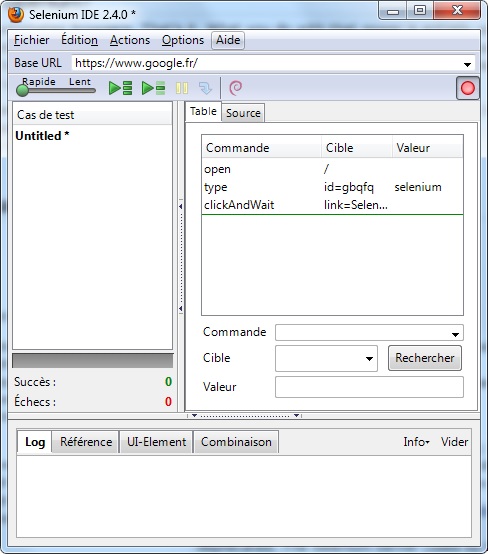 Selenium IDE 2.4.0 *
Fichier Édition Actions Options Aide
Base URL https://www.google.fr/
Rapide Lent
Cas de test
Untitled *
Table Source
Commande Cible Valeur
open /
type id=gbqfq selenium
clickAndWait link=Selen...
Commande
Cible Rechercher
Valeur
Succès : 0
Échecs : 0
Log Référence UI-Element Combinaison Info Vider